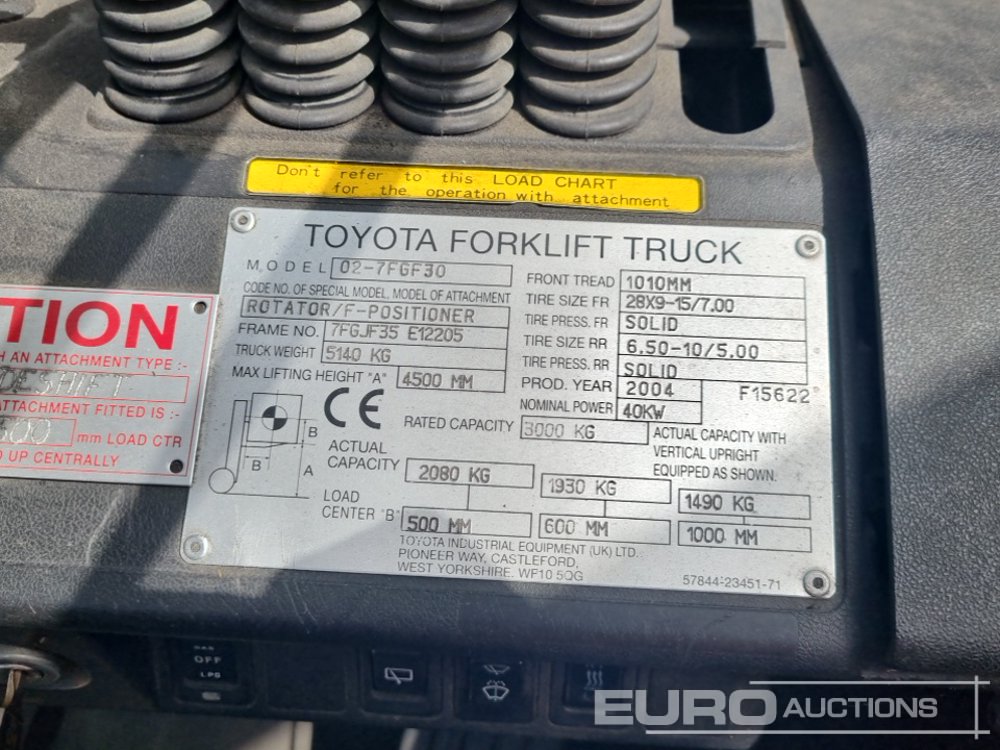 Don't refer to this LOAD CHART
for the operation with attachment
TOYOTA FORKLIFT TRUCK
MODEL 02-7FGF30
CODE NO. OF SPECIAL MODEL, MODEL OF ATTACHMENT
ROTATOR/F-POSITIONER
FRAME NO. 7FGJF35 E12205
TRUCK WEIGHT 5140 KG
MAX LIFTING HEIGHT "A" 4500 MM
FRONT TREAD 1010MM
TIRE SIZE FR 28X9-15/7.00
TIRE PRESS. FR SOLID
TIRE SIZE RR 6.50-10/5.00
TIRE PRESS. RR SOLID
PROD. YEAR 2004 F15622
NOMINAL POWER 40KW
RATED CAPACITY 3000 KG
ACTUAL CAPACITY WITH
VERTICAL UPRIGHT
EQUIPPED AS SHOWN.
CE
B
B
A
ACTUAL
CAPACITY 2080 KG 1930 KG 1490 KG
LOAD
CENTER "B" 500 MM 600 MM 1000 MM
TOYOTA INDUSTRIAL EQUIPMENT (UK) LTD.
PIONEER WAY, CASTLEFORD,
WEST YORKSHIRE. WF10 5QG
57844-23451-71
TION
H AN ATTACHMENT TYPE :-
DESHIFT
ATTACHMENT FITTED IS :-
mm LOAD CTR
D UP CENTRALLY
OFF
LPG
EURO AUCTIONS